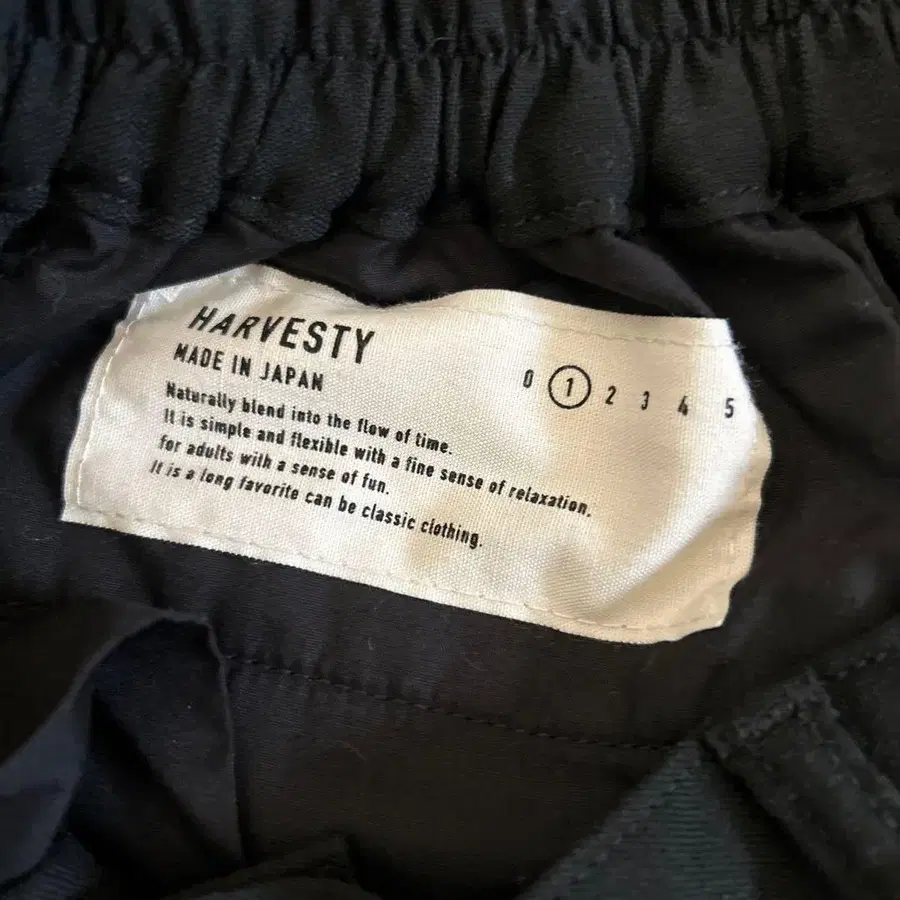 HARVESTY
MADE IN JAPAN
Naturally blend into the flow of time.
It is simple and flexible with a fine sense of relaxation,
for adults with a sense of fun.
It is a long favorite can be classic clothing.
0 1 2 3 4 5